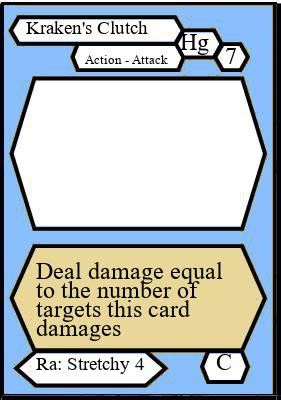 Kraken's Clutch
Hg
7
Action - Attack
Deal damage equal
to the number of
targets this card
damages
Ra: Stretchy 4
C